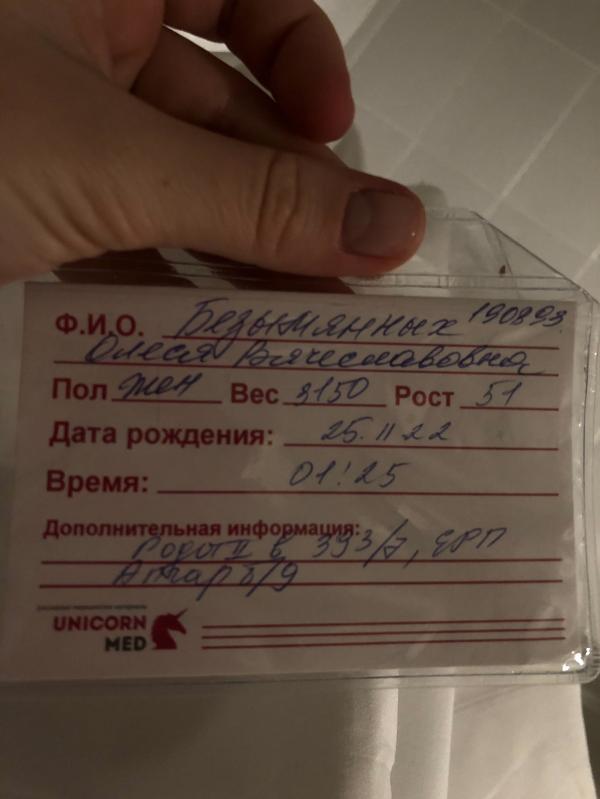 Ф.И.О. Безымянных 190893
Олеся Вячеславовна
Пол жен Вес 3150 Рост 51
Дата рождения: 25.11 22
Время: 01:25
Дополнительная информация:
Роды II в 39 3/7, ЕРП
Апгар 8/9
UNICORN
MED